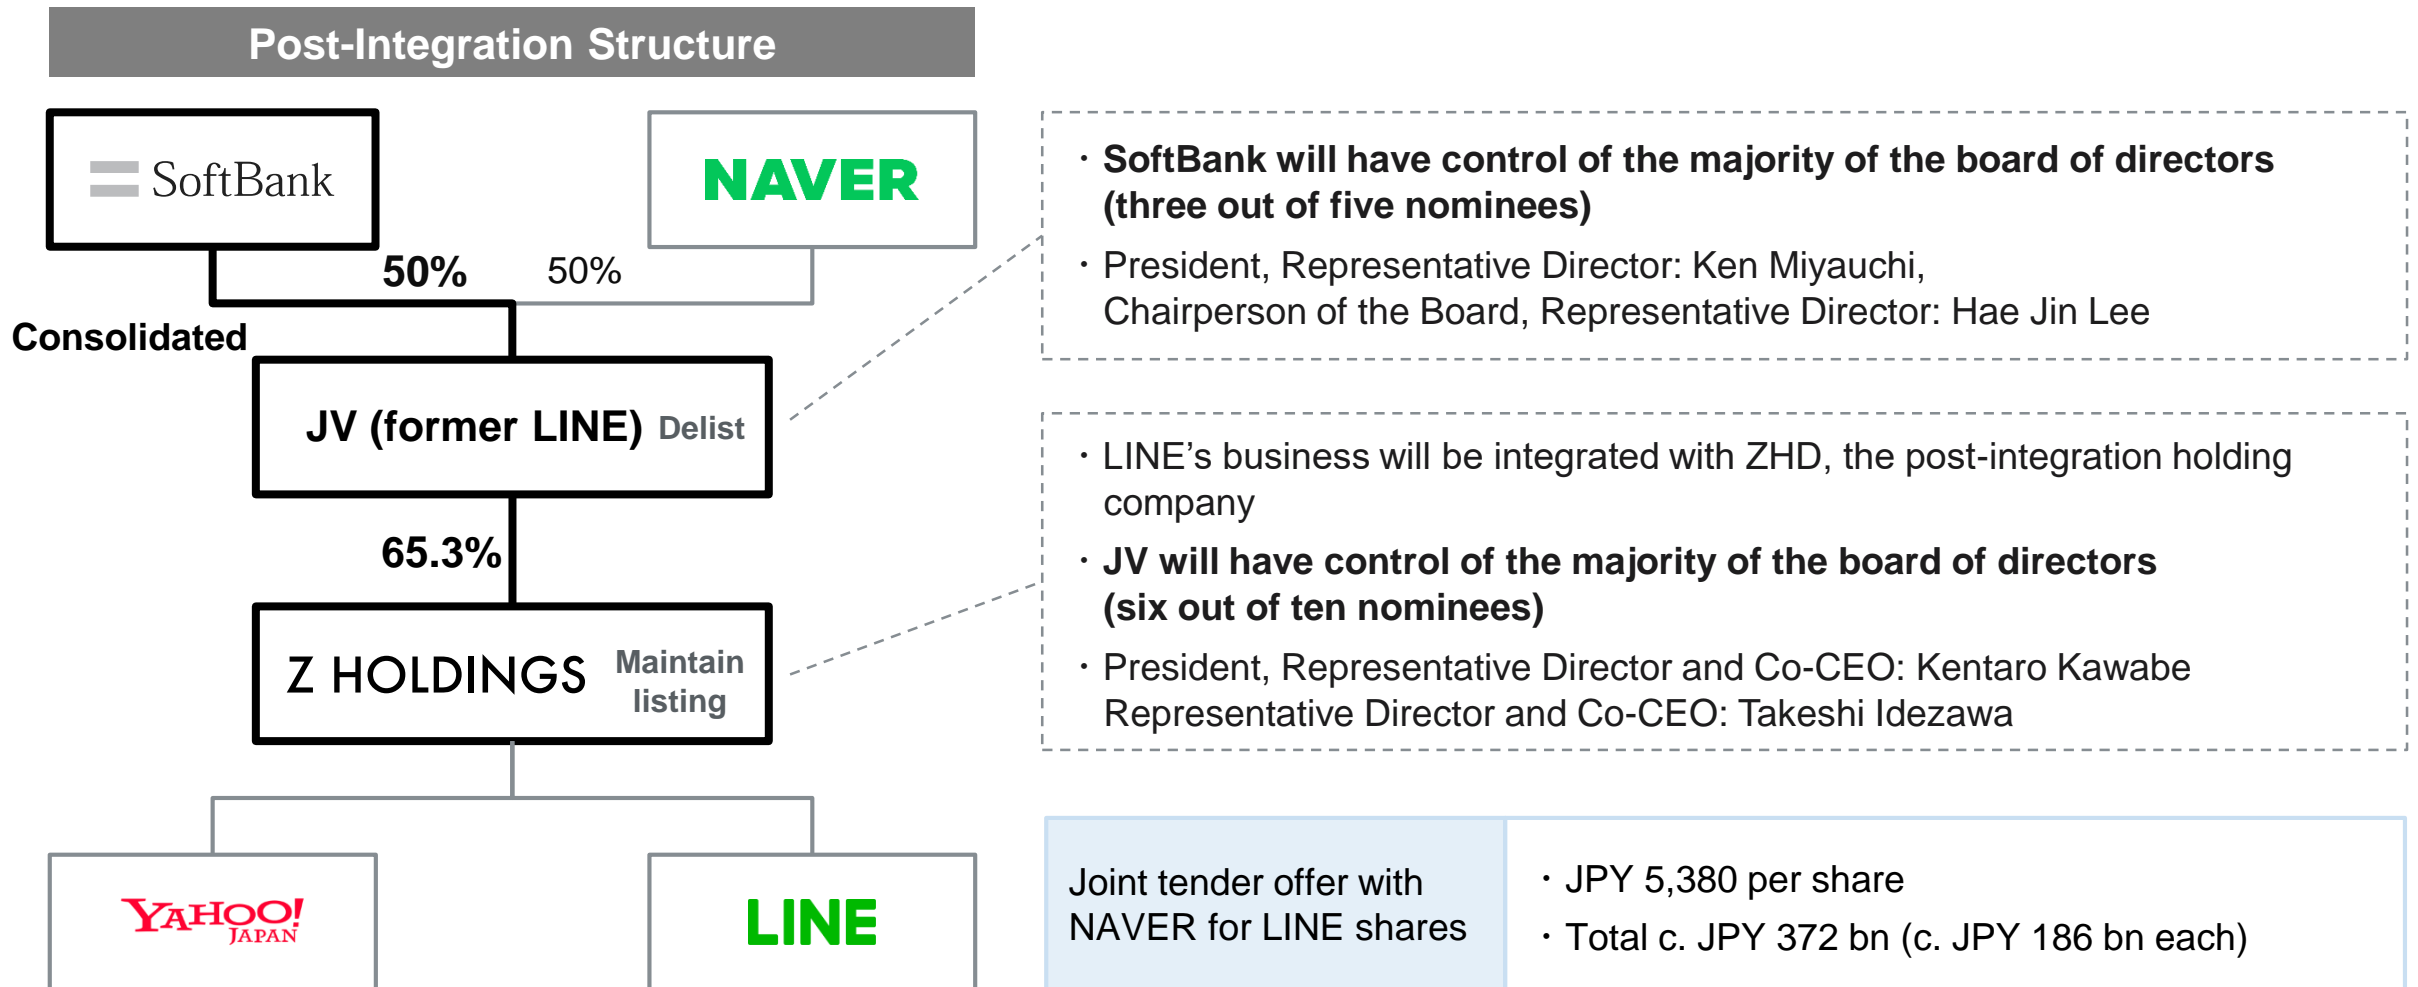 Post-Integration Structure
SoftBank
NAVER
50%
50%
Consolidated
JV (former LINE) Delist
65.3%
Z HOLDINGS
Maintain
listing
YAHOO!
JAPAN
LINE
・SoftBank will have control of the majority of the board of directors
(three out of five nominees)
・President, Representative Director: Ken Miyauchi,
Chairperson of the Board, Representative Director: Hae Jin Lee
・LINE’s business will be integrated with ZHD, the post-integration holding
company
・JV will have control of the majority of the board of directors
(six out of ten nominees)
・President, Representative Director and Co-CEO: Kentaro Kawabe
Representative Director and Co-CEO: Takeshi Idezawa
Joint tender offer with
NAVER for LINE shares
・JPY 5,380 per share
・Total c. JPY 372 bn (c. JPY 186 bn each)